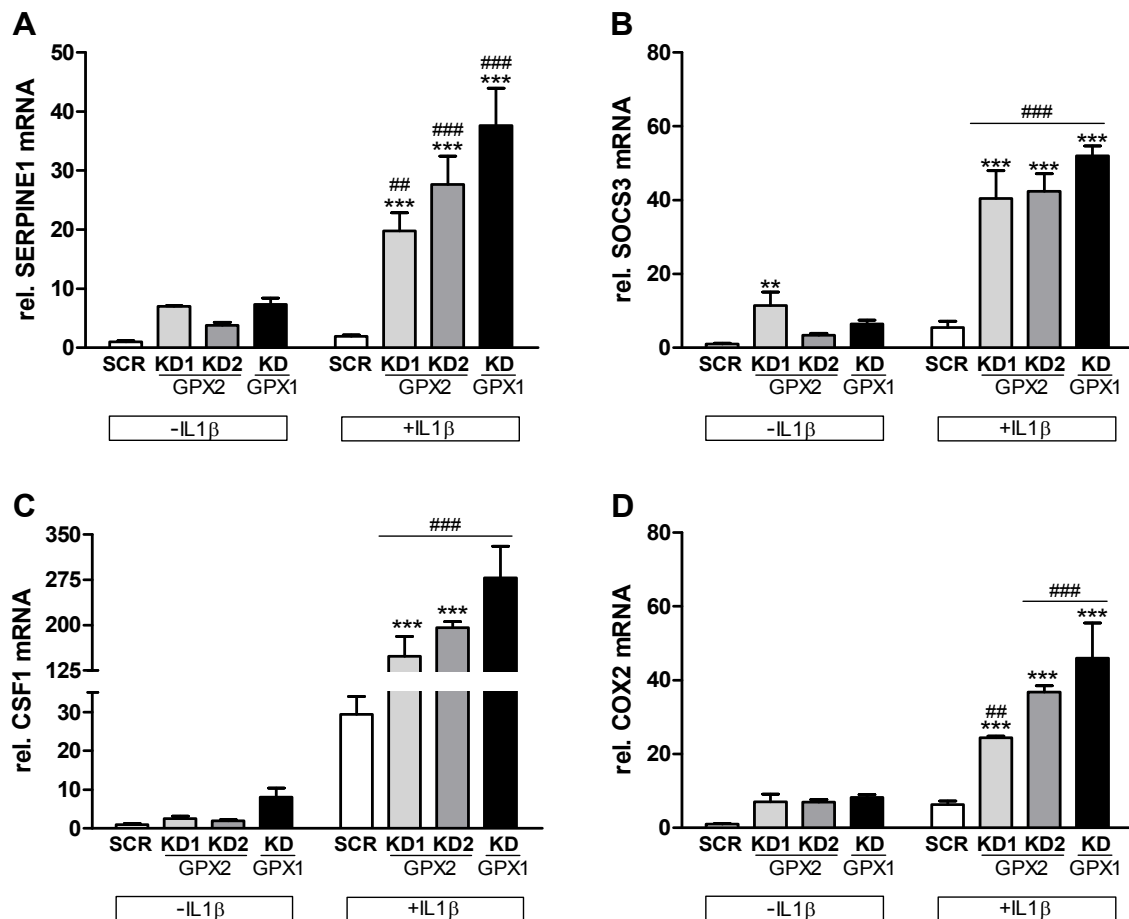 A
rel. SERPINE1 mRNA
50
40
30
20
10
0
##
***
###
***
###
***
SCR KD1 KD2 KD SCR KD1 KD2 KD
GPX2 GPX1 GPX2 GPX1
-IL1β +IL1β
B
rel. SOCS3 mRNA
80
60
40
20
0
###
** *** *** ***
SCR KD1 KD2 KD SCR KD1 KD2 KD
GPX2 GPX1 GPX2 GPX1
-IL1β +IL1β
C
rel. CSF1 mRNA
350
275
200
125
30
20
10
0
###
*** ***
SCR KD1 KD2 KD SCR KD1 KD2 KD
GPX2 GPX1 GPX2 GPX1
-IL1β +IL1β
D
rel. COX2 mRNA
80
60
40
20
0
###
##
*** *** ***
SCR KD1 KD2 KD SCR KD1 KD2 KD
GPX2 GPX1 GPX2 GPX1
-IL1β +IL1β